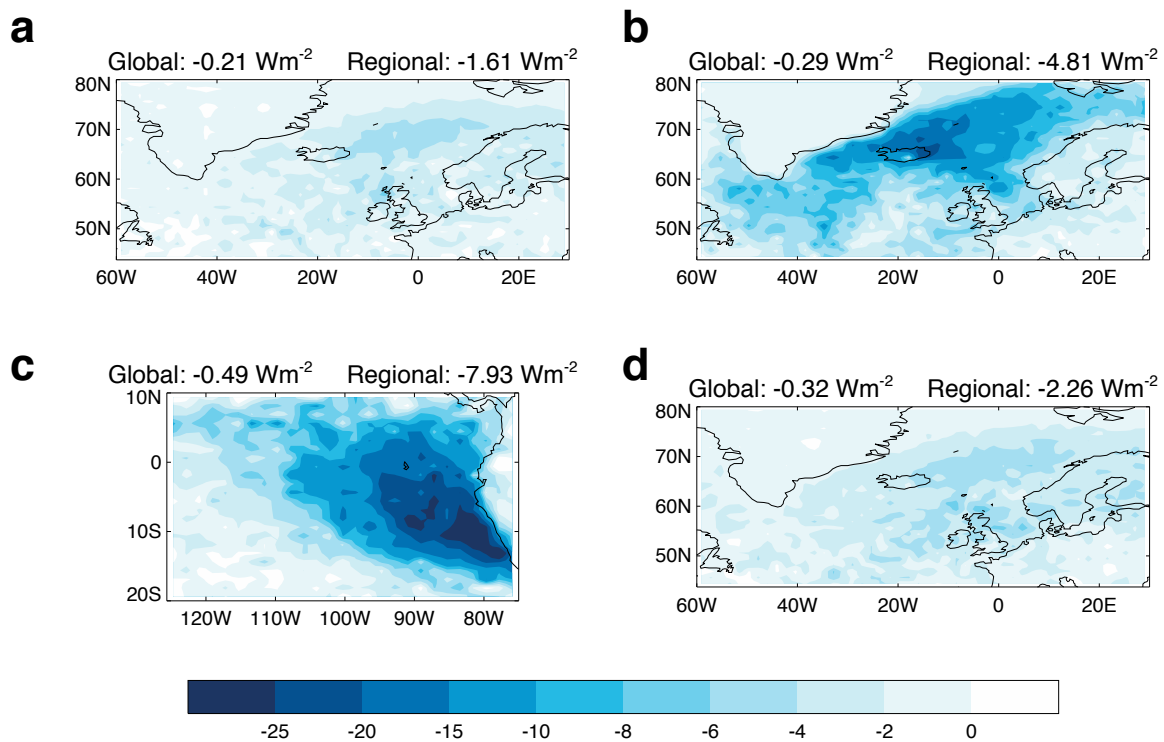 a
Global: -0.21 Wm-2 Regional: -1.61 Wm-2
80N
70N
60N
50N
60W 40W 20W 0 20E
b
Global: -0.29 Wm-2 Regional: -4.81 Wm-2
80N
70N
60N
50N
60W 40W 20W 0 20E
c
Global: -0.49 Wm-2 Regional: -7.93 Wm-2
10N
0
10S
20S
120W 110W 100W 90W 80W
d
Global: -0.32 Wm-2 Regional: -2.26 Wm-2
80N
70N
60N
50N
60W 40W 20W 0 20E
-25 -20 -15 -10 -8 -6 -4 -2 0